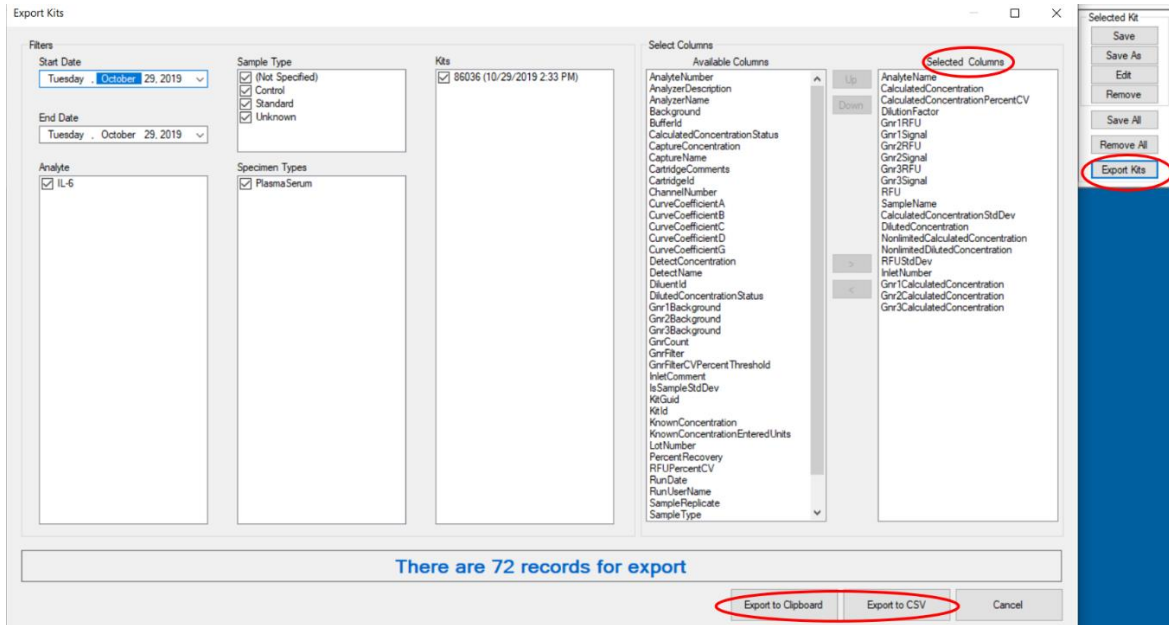 Export Kits
Filters
Start Date
Tuesday , October 29, 2019
End Date
Tuesday , October 29, 2019
Sample Type
(Not Specified)
Control
Standard
Unknown
Kits
86036 (10/29/2019 2:33 PM)
Analyte
IL-6
Specimen Types
PlasmaSerum
Select Columns
Available Columns
AnalyteNumber
AnalyzerDescription
AnalyzerName
Background
BufferId
CalculatedConcentrationStatus
CaptureConcentration
CaptureName
CartridgeComments
CartridgeId
ChannelNumber
CurveCoefficientA
CurveCoefficientB
CurveCoefficientC
CurveCoefficientD
CurveCoefficientG
DetectConcentration
DetectName
DiluentId
DilutedConcentrationStatus
Gnr1Background
Gnr2Background
Gnr3Background
GnrCount
GnrFilter
GnrFilterCVPercentThreshold
InletComment
IsSampleStdDev
KitGuid
KitId
KnownConcentration
KnownConcentrationEnteredUnits
LotNumber
PercentRecovery
RFUPercentCV
RunDate
RunUserName
SampleReplicate
SampleType
Up
Down
>
<
Selected Columns
AnalyteName
CalculatedConcentration
CalculatedConcentrationPercentCV
DilutionFactor
Gnr1RFU
Gnr1Signal
Gnr2RFU
Gnr2Signal
Gnr3RFU
Gnr3Signal
RFU
SampleName
CalculatedConcentrationStdDev
DilutedConcentration
NonlimitedCalculatedConcentration
NonlimitedDilutedConcentration
RFUStdDev
InletNumber
Gnr1CalculatedConcentration
Gnr2CalculatedConcentration
Gnr3CalculatedConcentration
There are 72 records for export
Export to Clipboard
Export to CSV
Cancel
Selected Kit
Save
Save As
Edit
Remove
Save All
Remove All
Export Kits